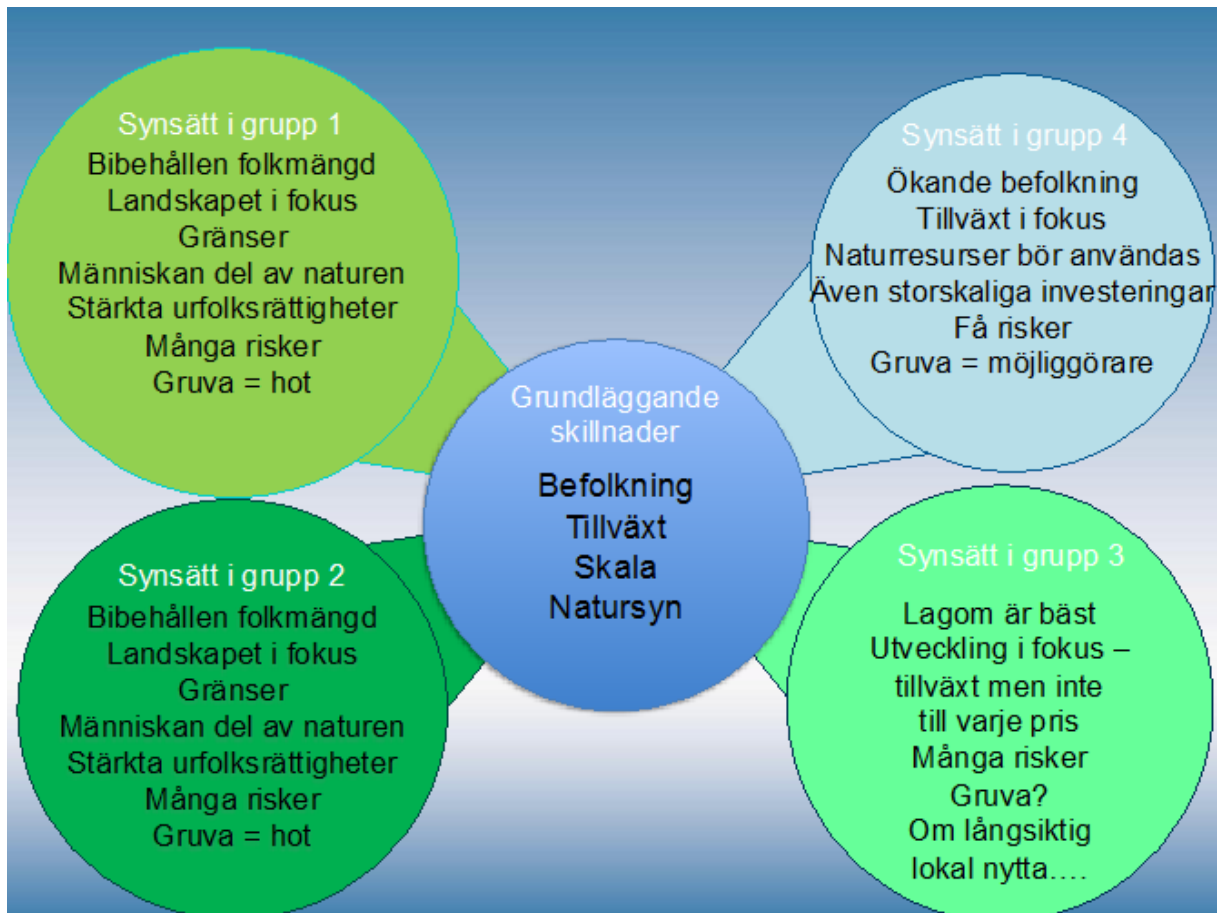 Synsätt i grupp 1
Bibehållen folkmängd
Landskapet i fokus
Gränser
Människan del av naturen
Stärkta urfolksrättigheter
Många risker
Gruva = hot
Synsätt i grupp 4
Ökande befolkning
Tillväxt i fokus
Naturresurser bör användas
Även storskaliga investeringar
Få risker
Gruva = möjliggörare
Grundläggande
skillnader
Befolkning
Tillväxt
Skala
Natursyn
Synsätt i grupp 2
Bibehållen folkmängd
Landskapet i fokus
Gränser
Människan del av naturen
Stärkta urfolksrättigheter
Många risker
Gruva = hot
Synsätt i grupp 3
Lagom är bäst
Utveckling i fokus –
tillväxt men inte
till varje pris
Många risker
Gruva?
Om långsiktig
lokal nytta….